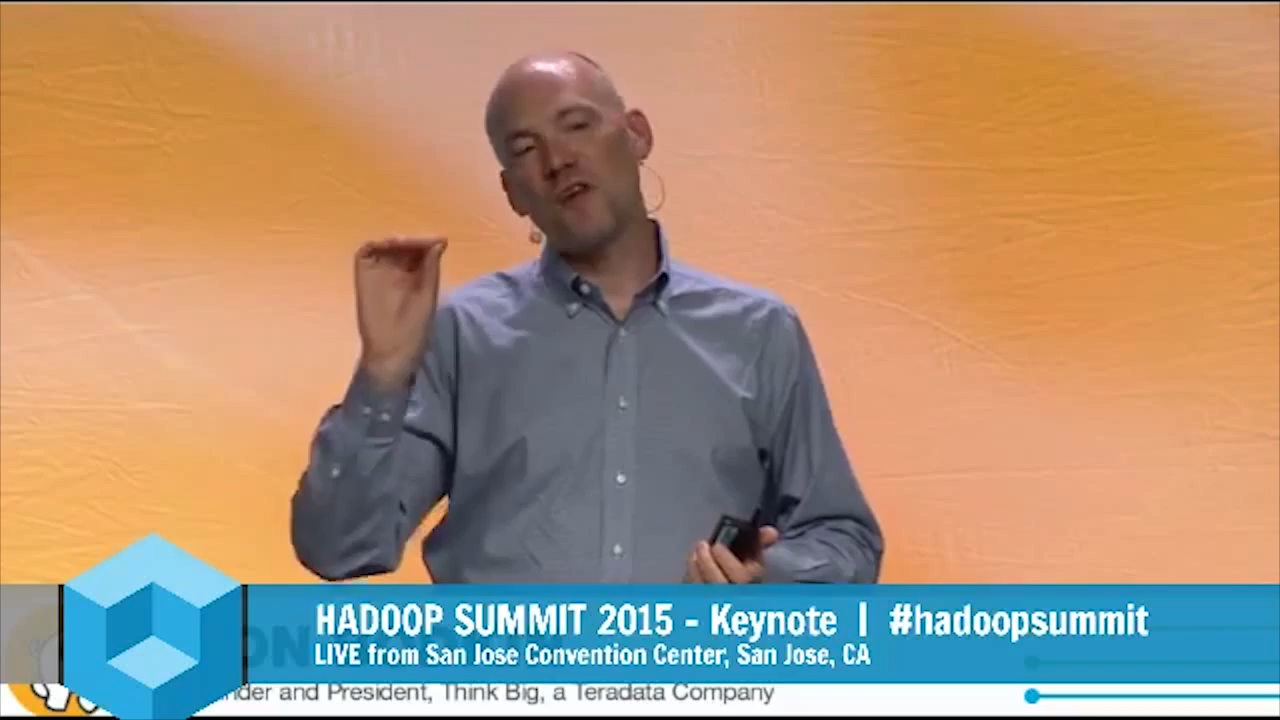 HADOOP SUMMIT 2015 - Keynote | #hadoopsummit
LIVE from San Jose Convention Center, San Jose, CA
and President, Think Big, a Teradata Company